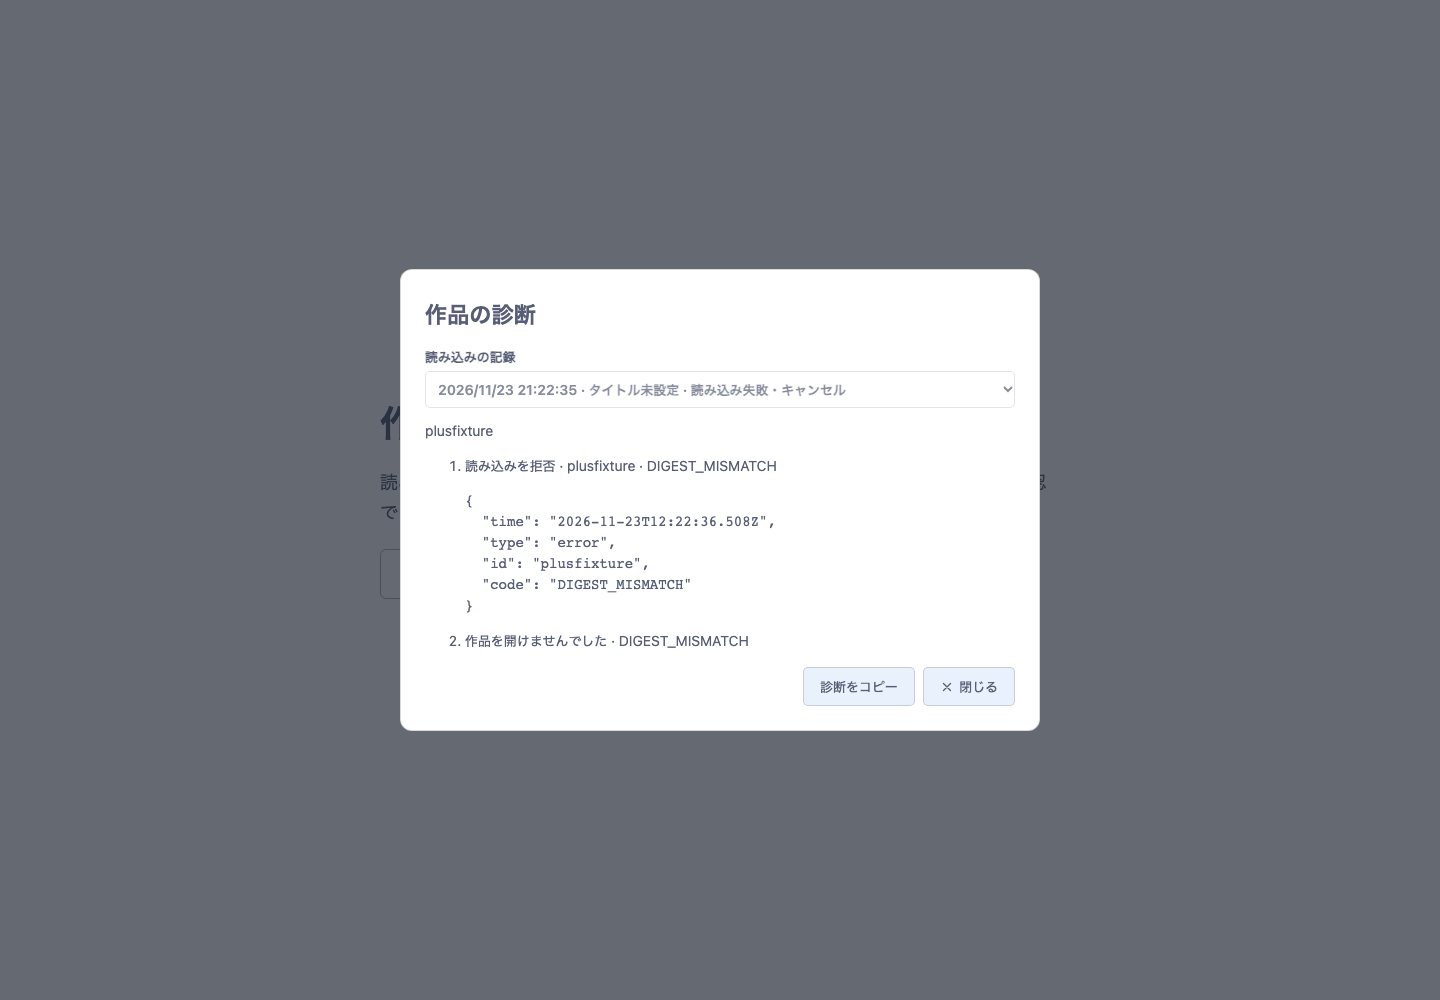 作品の診断
読み込みの記録
2026/11/23 21:22:35 · タイトル未設定 · 読み込み失敗・キャンセル
plusfixture
1. 読み込みを拒否 · plusfixture · DIGEST_MISMATCH
{
"time": "2026-11-23T12:22:36.508Z",
"type": "error",
"id": "plusfixture",
"code": "DIGEST_MISMATCH"
}
2. 作品を開けませんでした · DIGEST_MISMATCH
診断をコピー
× 閉じる
で